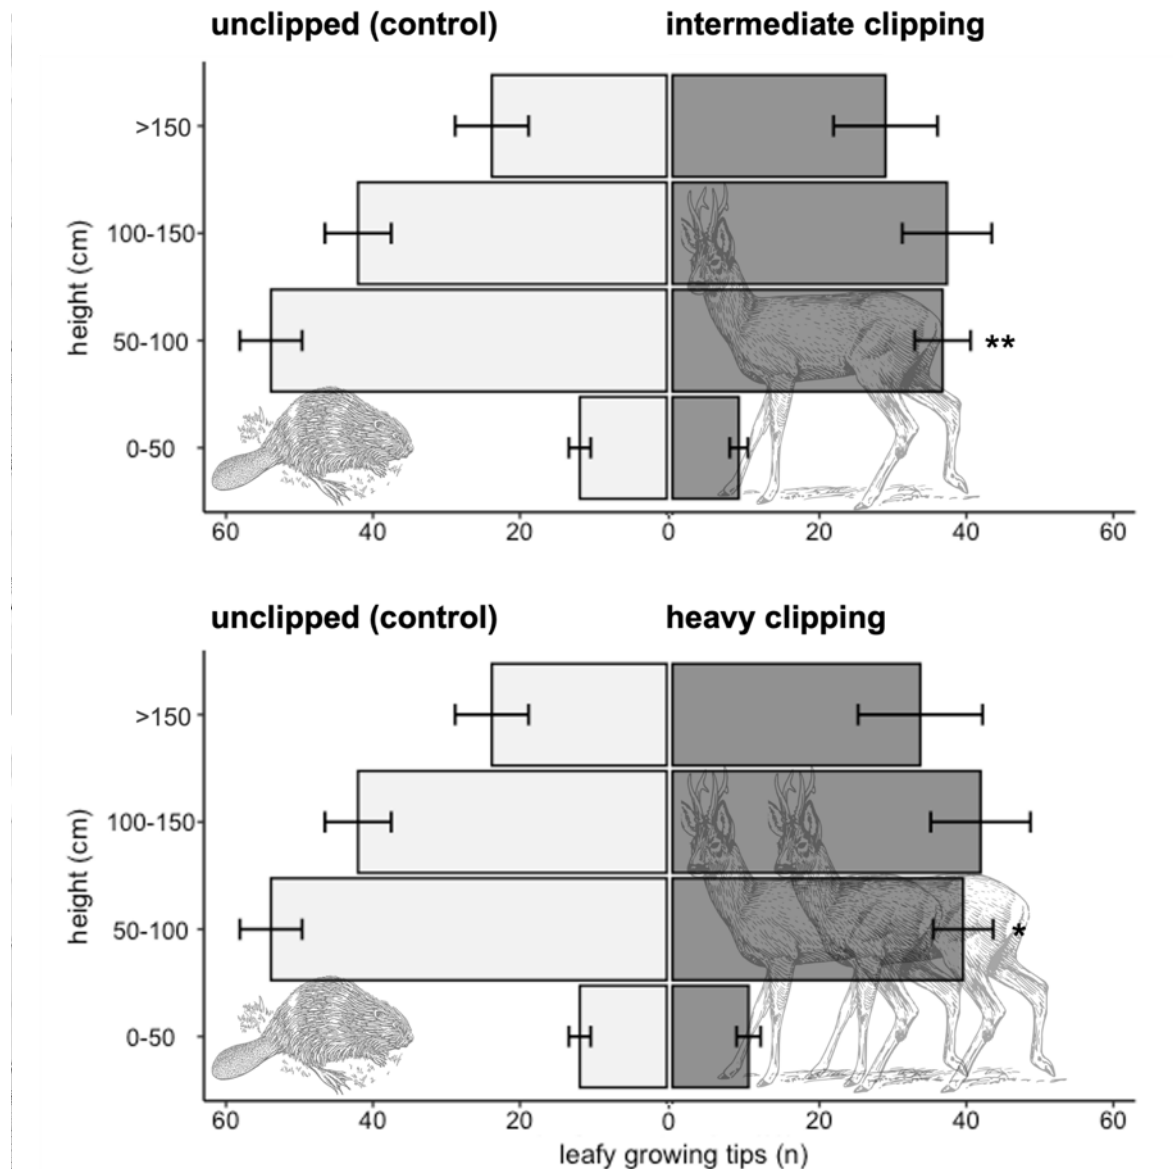 unclipped (control) intermediate clipping
height (cm)
>150
100-150
50-100
**
0-50
60 40 20 0 20 40 60
unclipped (control) heavy clipping
height (cm)
>150
100-150
50-100
*
0-50
60 40 20 0 20 40 60
leafy growing tips (n)